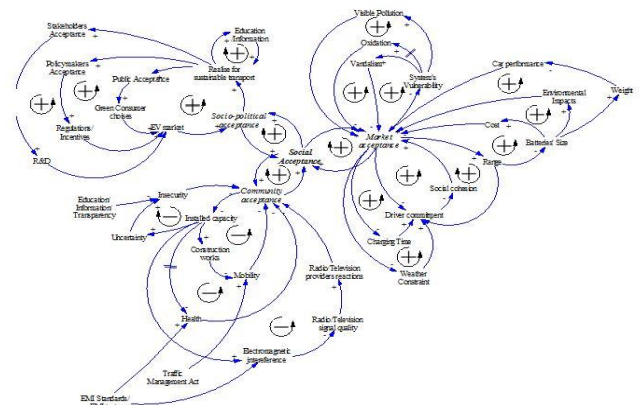 Visible Pollution
Stakeholders
Acceptance
Education
/Information
Oxidation
Vandalism
System's
Vulnerability
Car performance
Policymakers
Acceptance
Public Acceptance
Realise for
sustainable transport
Green Consumer
choises
Socio-political
acceptance
Regulations/
Incentives
EV market
R&D
Environmental
Impacts
Weight
Cost
Batteries' Size
Market
acceptance
Social
Acceptance
Range
Social cohesion
Education/
Information/
Transparency
Insecurity
Community
acceptance
Installed capacity
Driver commitment
Uncertainty
Construction
works
Charging Time
Mobility
Radio/Television
providers reactions
Weather
Constraint
Health
Radio/Television
signal quality
Electromagnetic
intereference
Traffic
Management Act
EMI Standards/